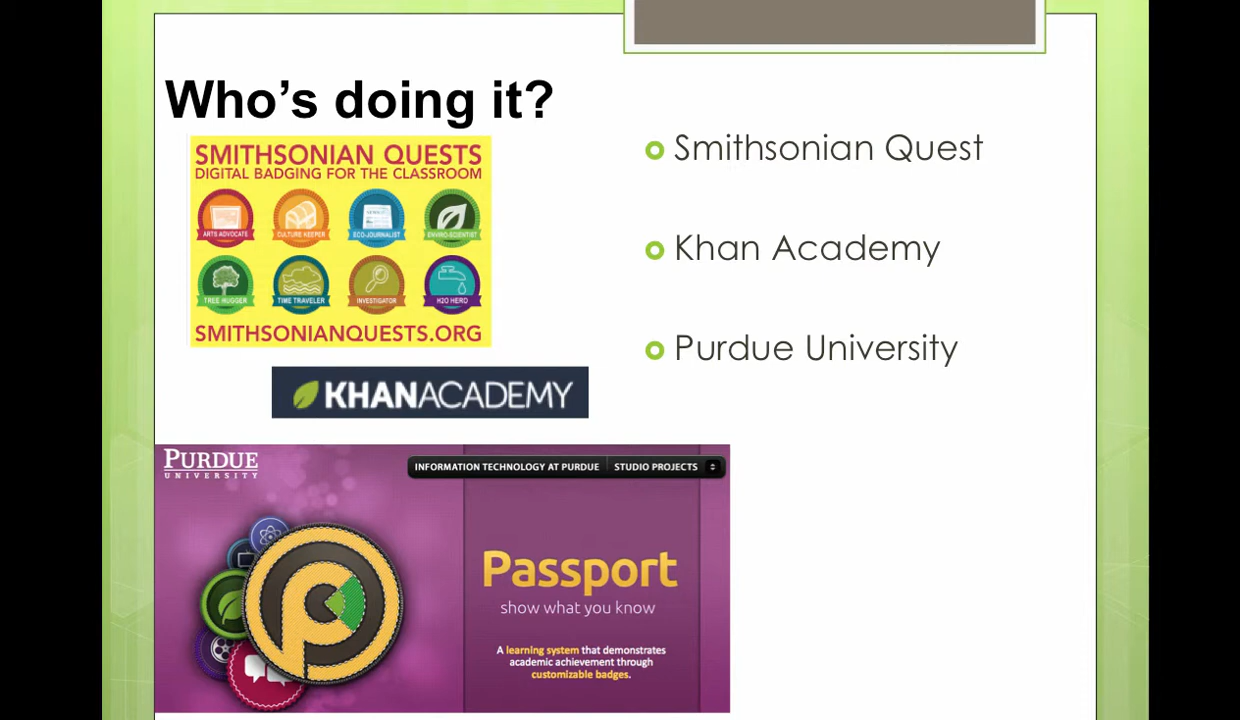 Who's doing it?
SMITHSONIAN QUESTS
DIGITAL BADGING FOR THE CLASSROOM
ARTS ADVOCATE
CULTURE KEEPER
ECO-JOURNALIST
ENVIRO-SCIENTIST
TREE HUGGER
TIME TRAVELER
INVESTIGATOR
H2O HERO
SMITHSONIANQUESTS.ORG
Smithsonian Quest
Khan Academy
Purdue University
KHANACADEMY
PURDUE
UNIVERSITY
INFORMATION TECHNOLOGY AT PURDUE STUDIO PROJECTS
Passport
show what you know
A learning system that demonstrates
academic achievement through
customizable badges.